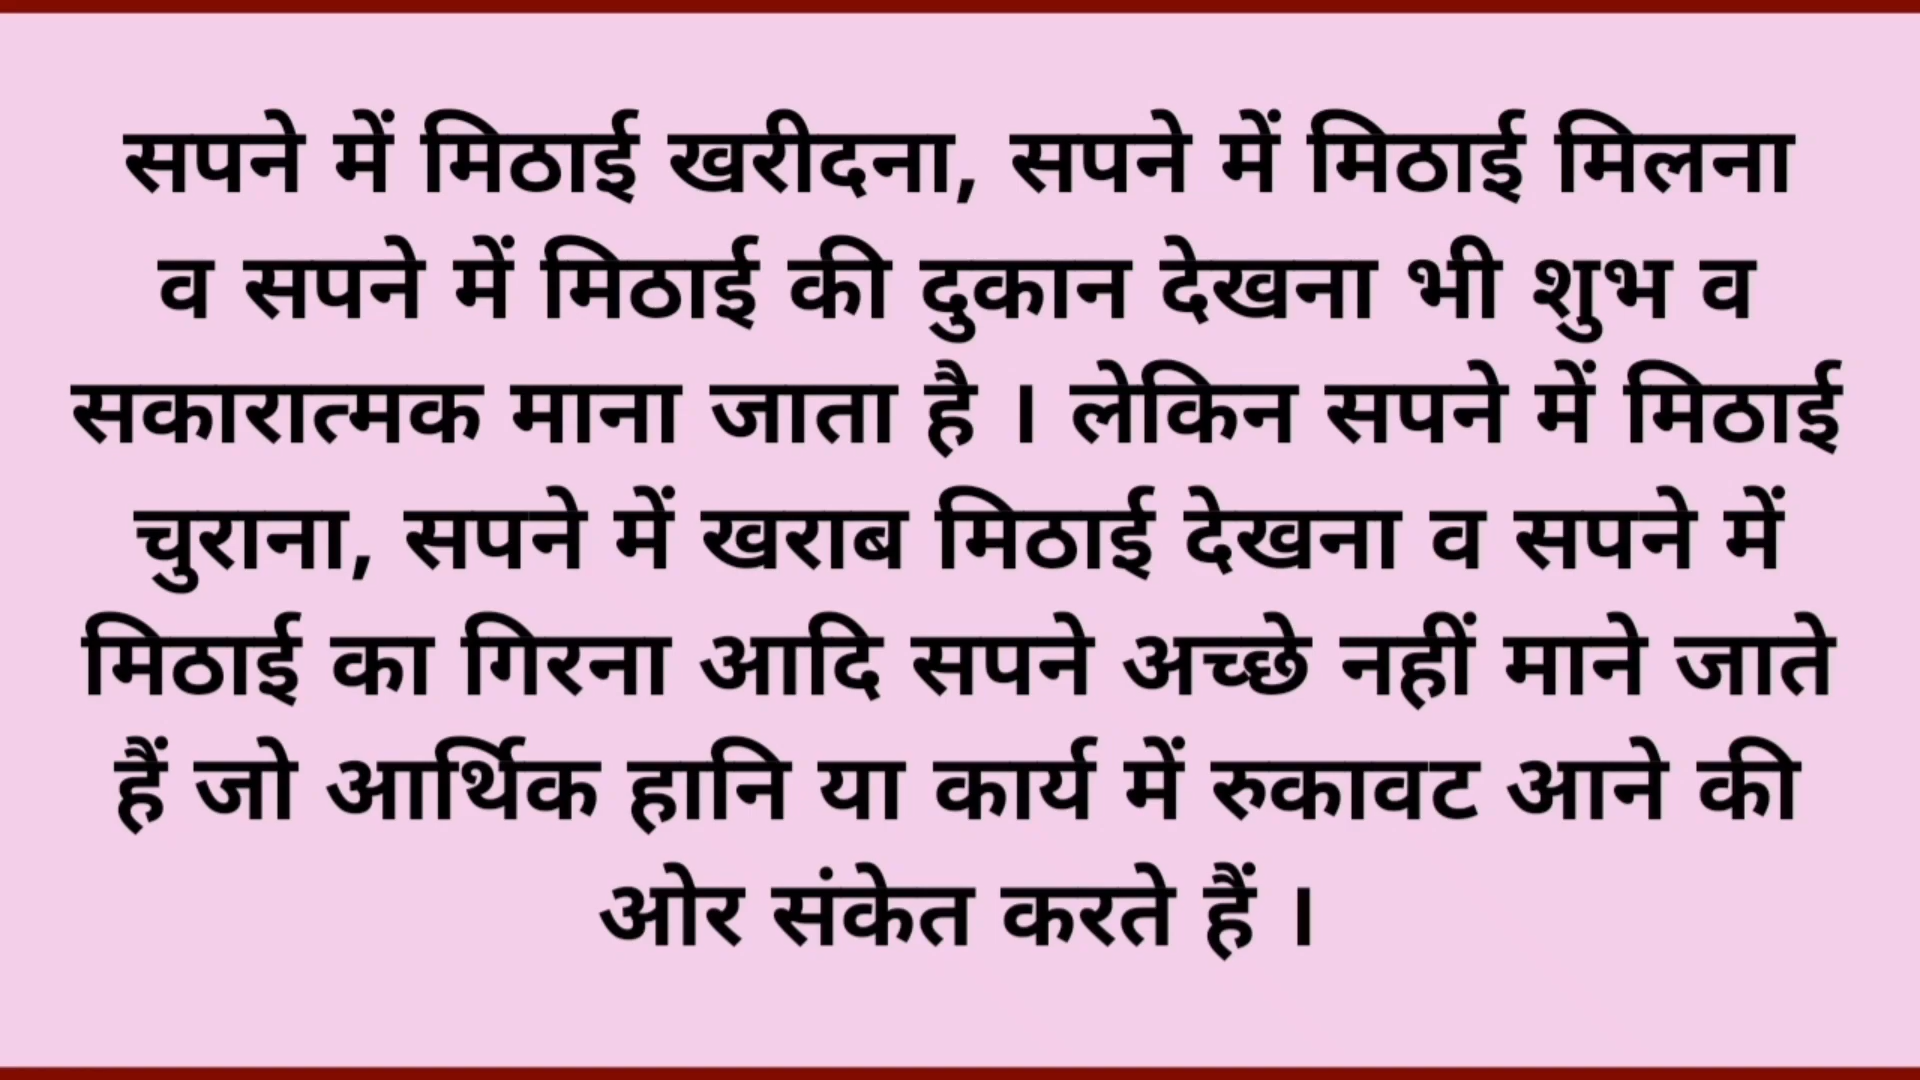 सपने में मिठाई खरीदना, सपने में मिठाई मिलना
व सपने में मिठाई की दुकान देखना भी शुभ व
सकारात्मक माना जाता है । लेकिन सपने में मिठाई
चुराना, सपने में खराब मिठाई देखना व सपने में
मिठाई का गिरना आदि सपने अच्छे नहीं माने जाते
हैं जो आर्थिक हानि या कार्य में रुकावट आने की
ओर संकेत करते हैं ।